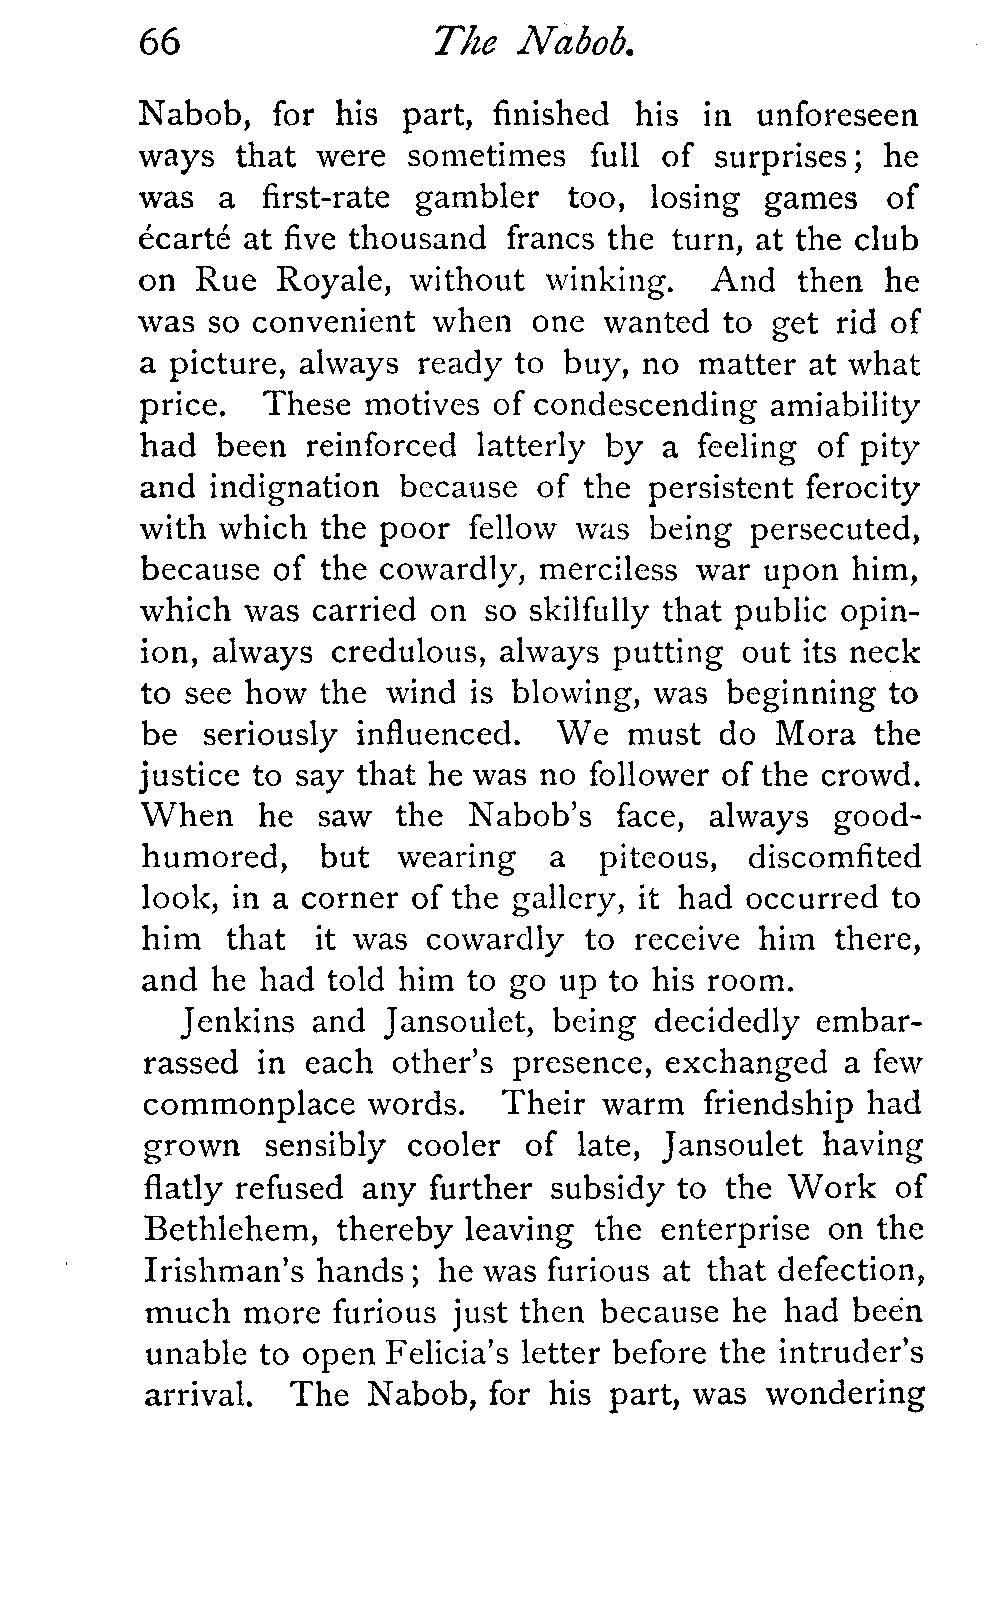 66 The Nabob.
Nabob, for his part, finished his in unforeseen
ways that were sometimes full of surprises; he
was a first-rate gambler too, losing games of
écarté at five thousand francs the turn, at the club
on Rue Royale, without winking. And then he
was so convenient when one wanted to get rid of
a picture, always ready to buy, no matter at what
price. These motives of condescending amiability
had been reinforced latterly by a feeling of pity
and indignation because of the persistent ferocity
with which the poor fellow was being persecuted,
because of the cowardly, merciless war upon him,
which was carried on so skilfully that public opin-
ion, always credulous, always putting out its neck
to see how the wind is blowing, was beginning to
be seriously influenced. We must do Mora the
justice to say that he was no follower of the crowd.
When he saw the Nabob's face, always good-
humored, but wearing a piteous, discomfited
look, in a corner of the gallery, it had occurred to
him that it was cowardly to receive him there,
and he had told him to go up to his room.
Jenkins and Jansoulet, being decidedly embar-
rassed in each other's presence, exchanged a few
commonplace words. Their warm friendship had
grown sensibly cooler of late, Jansoulet having
flatly refused any further subsidy to the Work of
Bethlehem, thereby leaving the enterprise on the
Irishman's hands; he was furious at that defection,
much more furious just then because he had been
unable to open Felicia's letter before the intruder's
arrival. The Nabob, for his part, was wondering